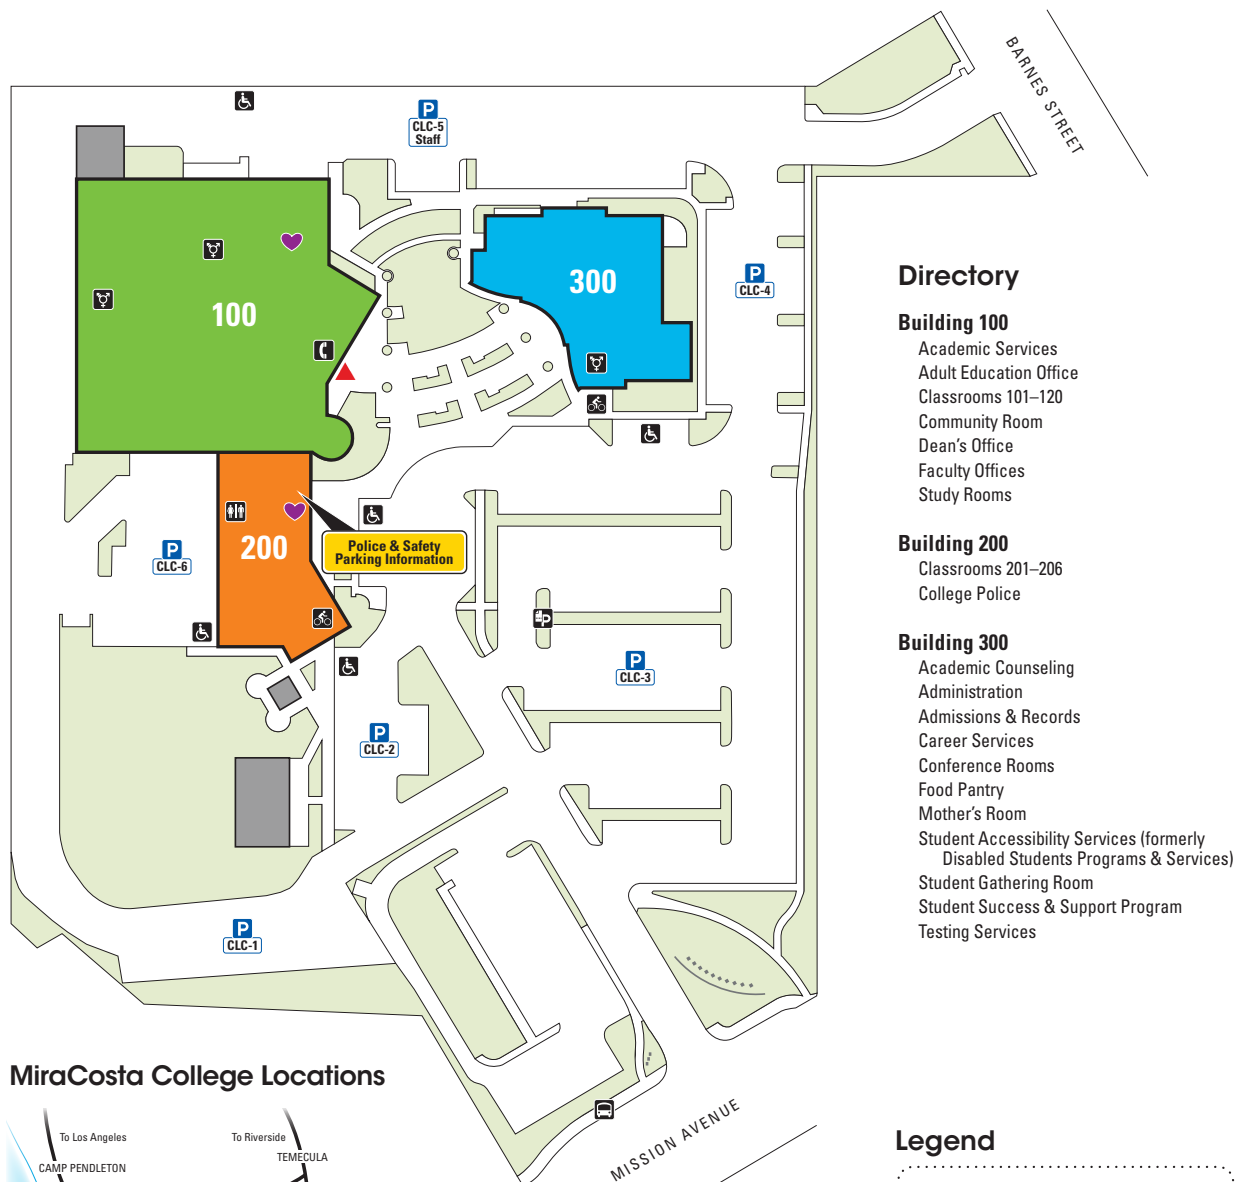 BARNES STREET
P
CLC-5
Staff
P
CLC-4
100
300
200
Police & Safety
Parking Information
P
CLC-6
P
P
CLC-3
P
CLC-2
P
CLC-1
MISSION AVENUE
Directory
Building 100
Academic Services
Adult Education Office
Classrooms 101–120
Community Room
Dean's Office
Faculty Offices
Study Rooms
Building 200
Classrooms 201–206
College Police
Building 300
Academic Counseling
Administration
Admissions & Records
Career Services
Conference Rooms
Food Pantry
Mother's Room
Student Accessibility Services (formerly
Disabled Students Programs & Services)
Student Gathering Room
Student Success & Support Program
Testing Services
MiraCosta College Locations
To Los Angeles
To Riverside
TEMECULA
CAMP PENDLETON
Legend